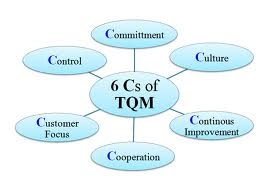 Committment
Control
Culture
6 Cs of
TQM
Customer
Focus
Continous
Improvement
Cooperation